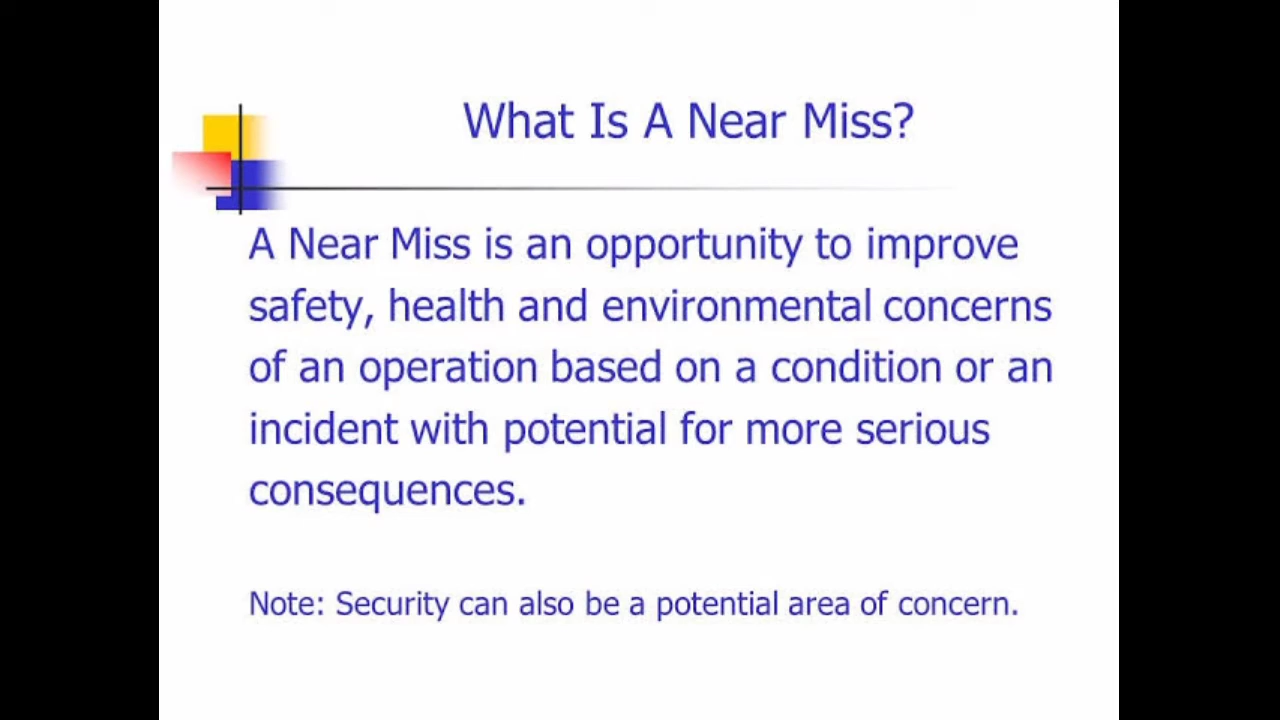 What Is A Near Miss?
A Near Miss is an opportunity to improve
safety, health and environmental concerns
of an operation based on a condition or an
incident with potential for more serious
consequences.
Note: Security can also be a potential area of concern.